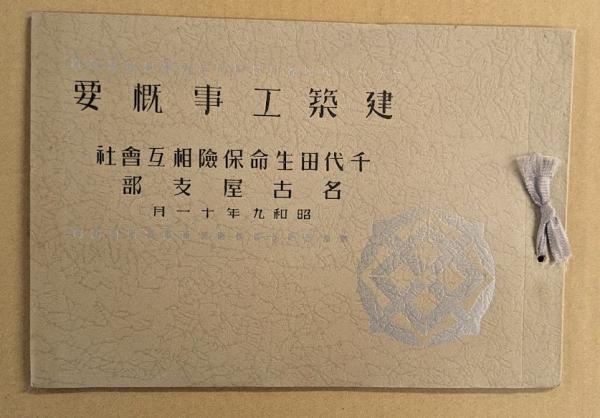 建築工事概要
千代田生命保險相互會社
名古屋支部
昭和九年十一月